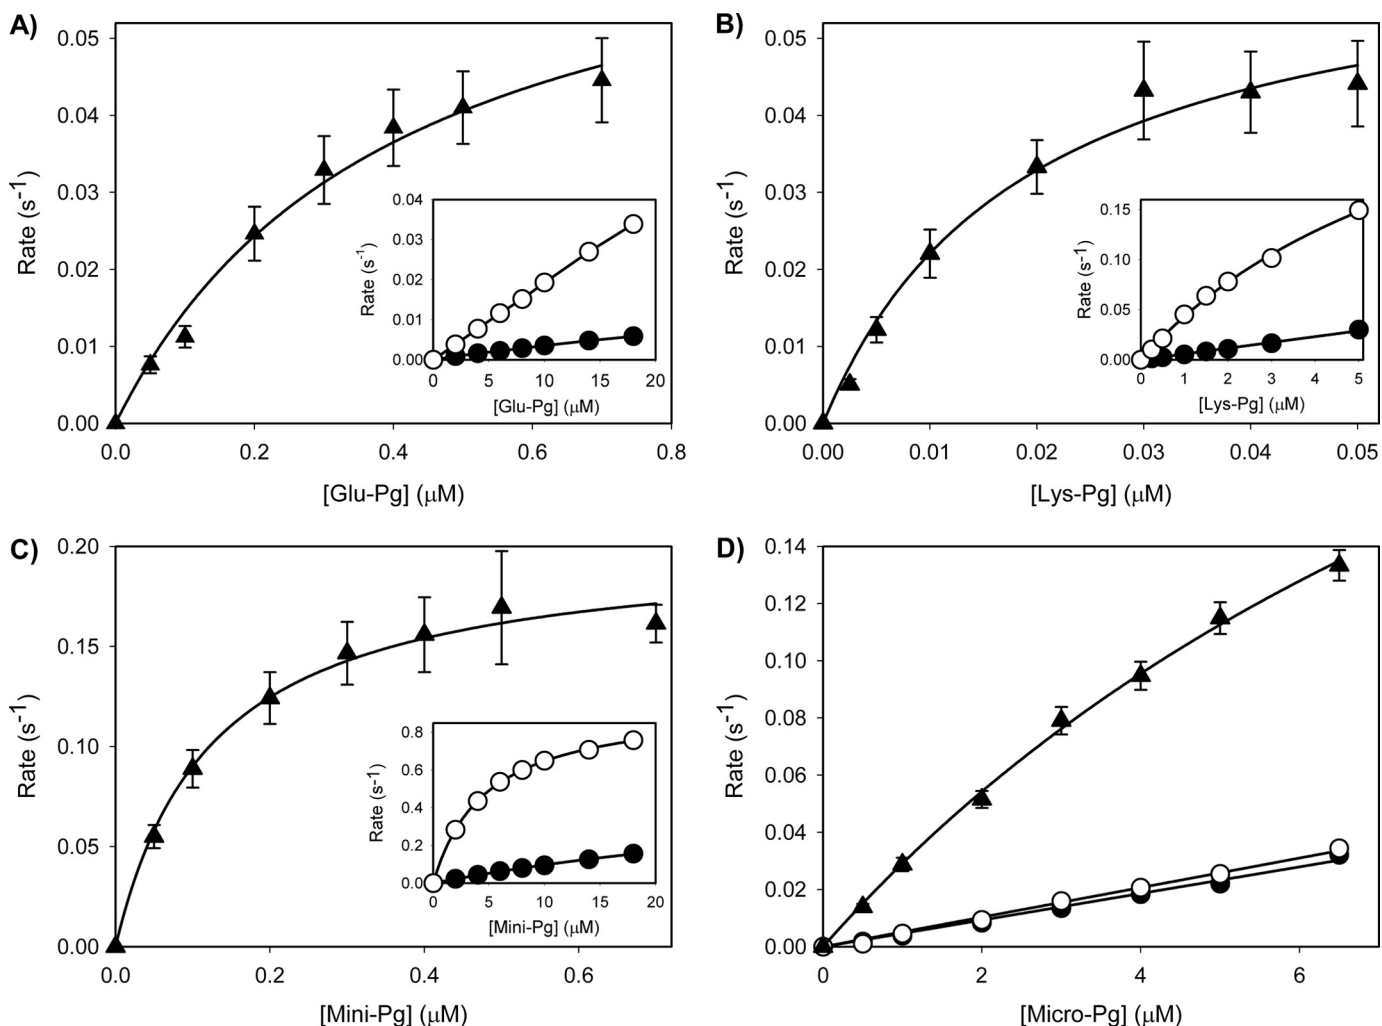 A)
0.05
0.04
0.03
0.02
0.01
0.00
Rate (s-1)
0.0 0.2 0.4 0.6 0.8
[Glu-Pg] (μM)
0.04
0.03
0.02
0.01
0.00
Rate (s-1)
0 5 10 15 20
[Glu-Pg] (μM)
B)
0.05
0.04
0.03
0.02
0.01
0.00
Rate (s-1)
0.00 0.01 0.02 0.03 0.04 0.05
[Lys-Pg] (μM)
0.15
0.10
0.05
0.00
Rate (s-1)
0 1 2 3 4 5
[Lys-Pg] (μM)
C)
0.20
0.15
0.10
0.05
0.00
Rate (s-1)
0.0 0.2 0.4 0.6
[Mini-Pg] (μM)
0.8
0.6
0.4
0.2
0.0
Rate (s-1)
0 5 10 15 20
[Mini-Pg] (μM)
D)
0.14
0.12
0.10
0.08
0.06
0.04
0.02
0.00
Rate (s-1)
0 2 4 6
[Micro-Pg] (μM)